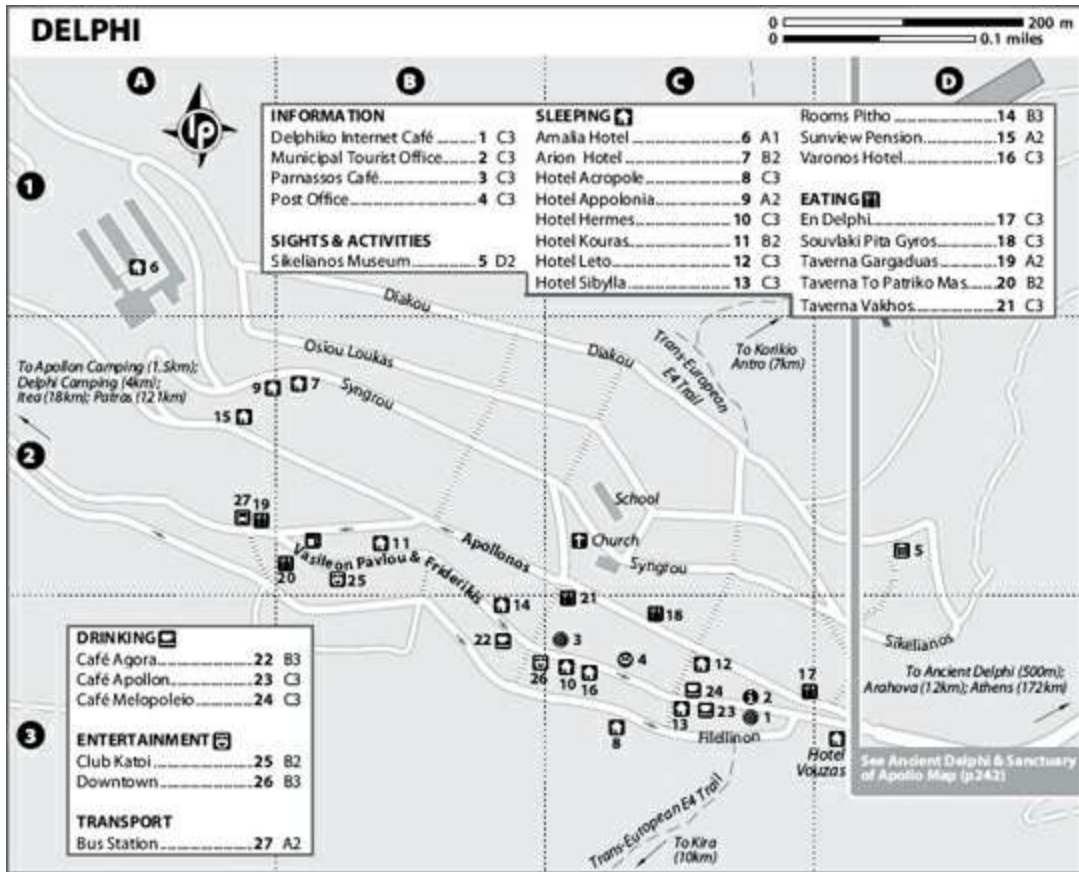 DELPHI
0 200 m
0 0.1 miles
A B C D
lp
INFORMATION
Delphiko Internet Café 1 C3
Municipal Tourist Office 2 C3
Parnassos Café 3 C3
Post Office 4 C3
SIGHTS & ACTIVITIES
Sikelianos Museum 5 D2
SLEEPING
Amalia Hotel 6 A1
Arion Hotel 7 B2
Hotel Acropole 8 C3
Hotel Appolonia 9 A2
Hotel Hermes 10 C3
Hotel Kouras 11 B2
Hotel Leto 12 C3
Hotel Sibylla 13 C3
Rooms Pitho 14 B3
Sunview Pension 15 A2
Varonos Hotel 16 C3
EATING
En Delphi 17 C3
Souvlaki Pita Gyros 18 C3
Taverna Gargaduas 19 A2
Taverna To Patriko Mas 20 B2
Taverna Vakhos 21 C3
1
6
Diakou
Osiou Loukas
Diakou
Trans-European
E4 Trail
To Korikio
Antro (7km)
To Apollon Camping (1.5km);
Delphi Camping (4km);
Itea (18km); Patras (121km)
9 7
Syngrou
15
2
School
27 19
Apollonos
Church
11
5
Vasileon Pavlou & Friderikis
Syngrou
20 25
14
21
18
Sikelianos
22
3
4
12
17
To Ancient Delphi (500m);
Arahova (12km); Athens (172km)
26 10 16
24
2
13 23 1
8
Filellinon
3
Hotel
Vouzas
See Ancient Delphi & Sanctuary
of Apollo Map (p242)
Trans-European E4 Trail
To Kira
(10km)
DRINKING
Café Agora 22 B3
Café Apollon 23 C3
Café Melopoleio 24 C3
ENTERTAINMENT
Club Katoi 25 B2
Downtown 26 B3
TRANSPORT
Bus Station 27 A2